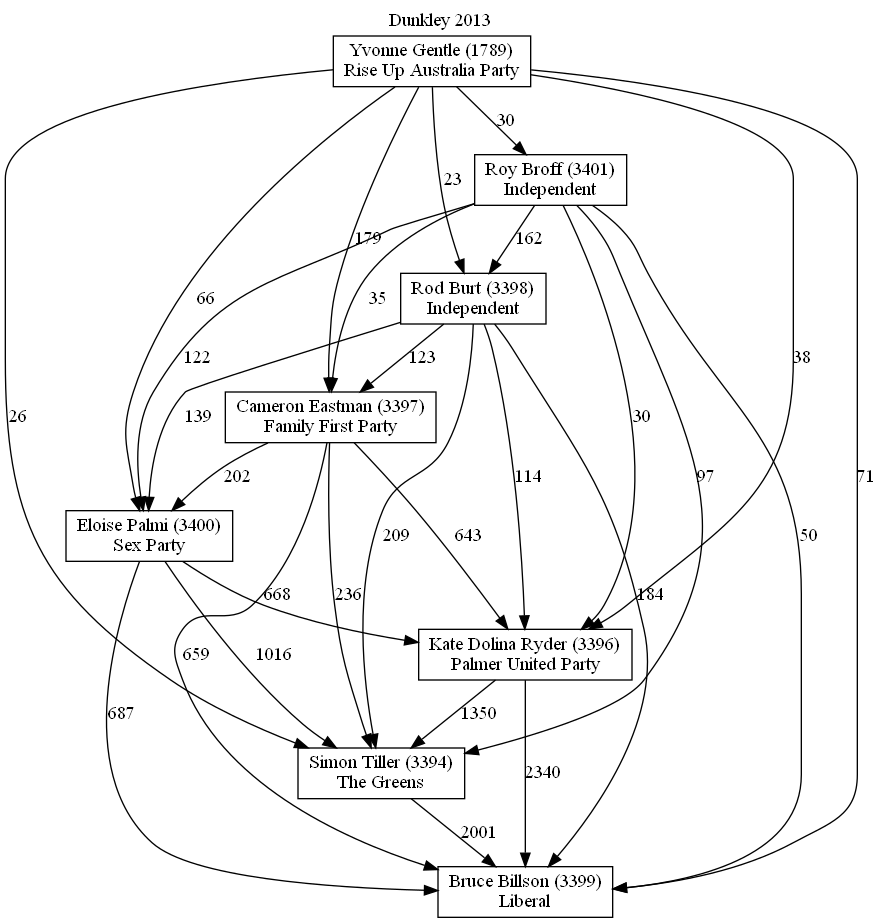 Dunkley 2013
Yvonne Gentle (1789)
Rise Up Australia Party
30
Roy Broff (3401)
Independent
23
179
162
66
35
Rod Burt (3398)
Independent
122
123
38
Cameron Eastman (3397)
Family First Party
26
139
30
202
114
97
71
Eloise Palmi (3400)
Sex Party
209
643
50
668
236
184
Kate Dolina Ryder (3396)
Palmer United Party
659
1016
687
1350
Simon Tiller (3394)
The Greens
2340
2001
Bruce Billson (3399)
Liberal